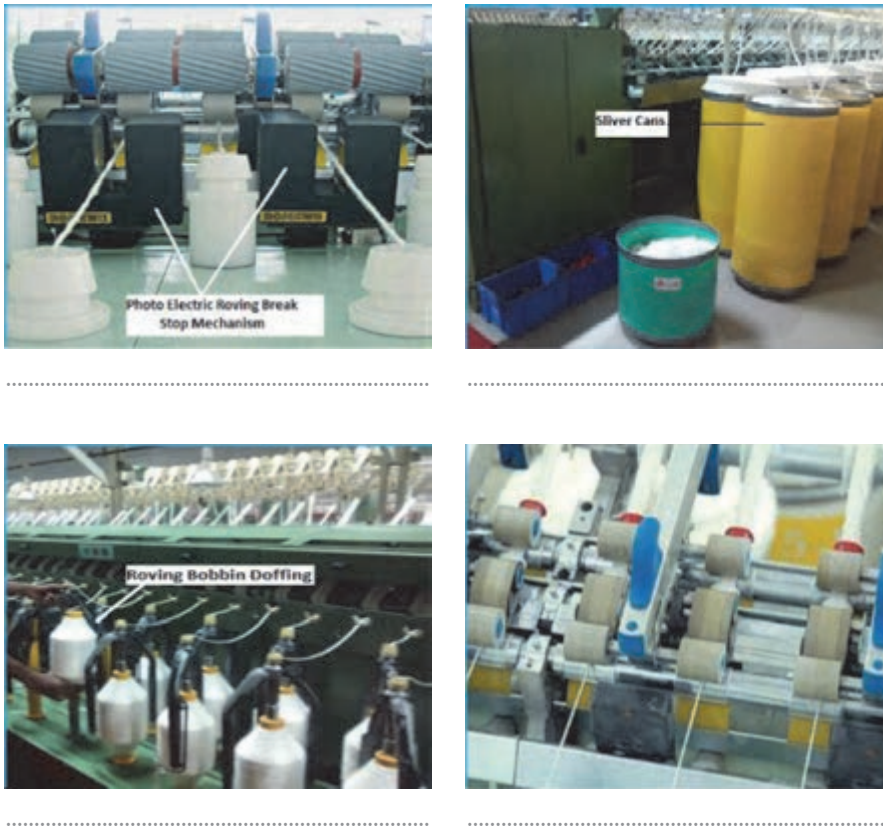 Photo Electric Roving Break
Stop Mechanism
Sliver Cans
Roving Bobbin Doffing